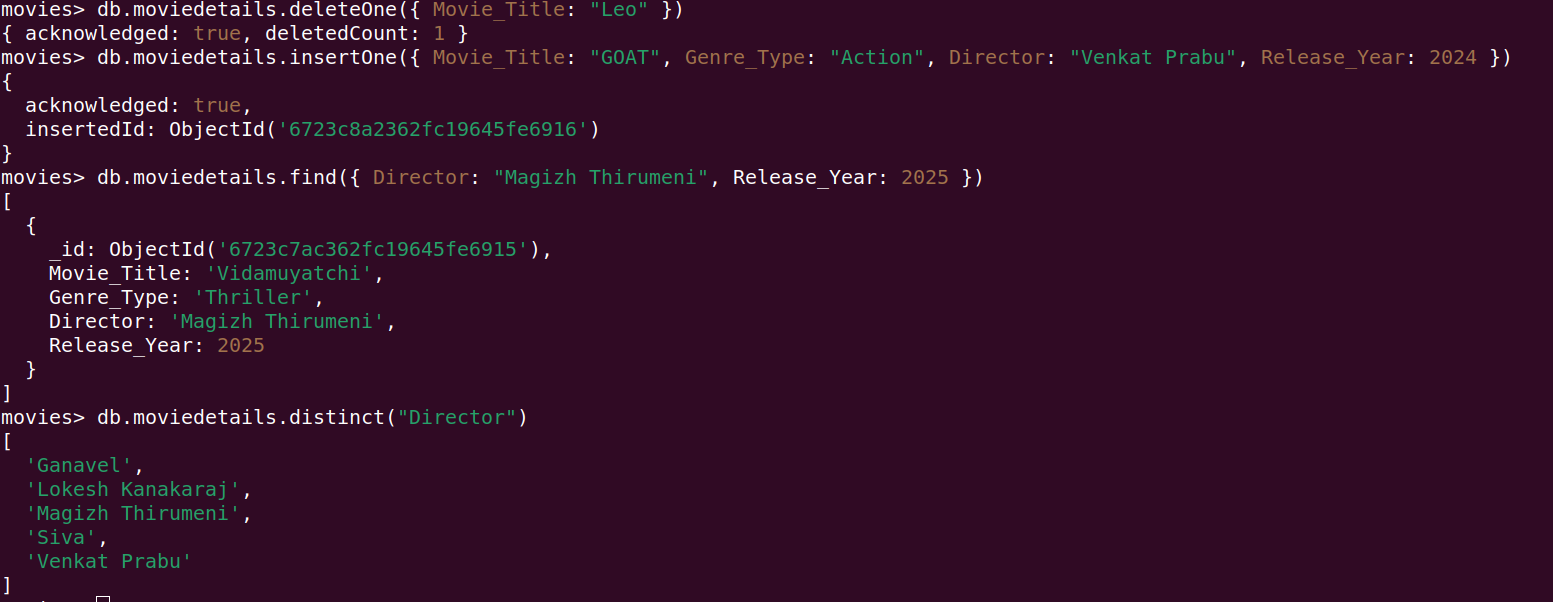 movies> db.moviedetails.deleteOne({ Movie_Title: "Leo" })
{ acknowledged: true, deletedCount: 1 }
movies> db.moviedetails.insertOne({ Movie_Title: "GOAT", Genre_Type: "Action", Director: "Venkat Prabu", Release_Year: 2024 })
{
  acknowledged: true,
  insertedId: ObjectId('6723c8a2362fc19645fe6916')
}
movies> db.moviedetails.find({ Director: "Magizh Thirumeni", Release_Year: 2025 })
[
  {
    _id: ObjectId('6723c7ac362fc19645fe6915'),
    Movie_Title: 'Vidamuyatchi',
    Genre_Type: 'Thriller',
    Director: 'Magizh Thirumeni',
    Release_Year: 2025
  }
]
movies> db.moviedetails.distinct("Director")
[
  'Ganavel',
  'Lokesh Kanakaraj',
  'Magizh Thirumeni',
  'Siva',
  'Venkat Prabu'
]